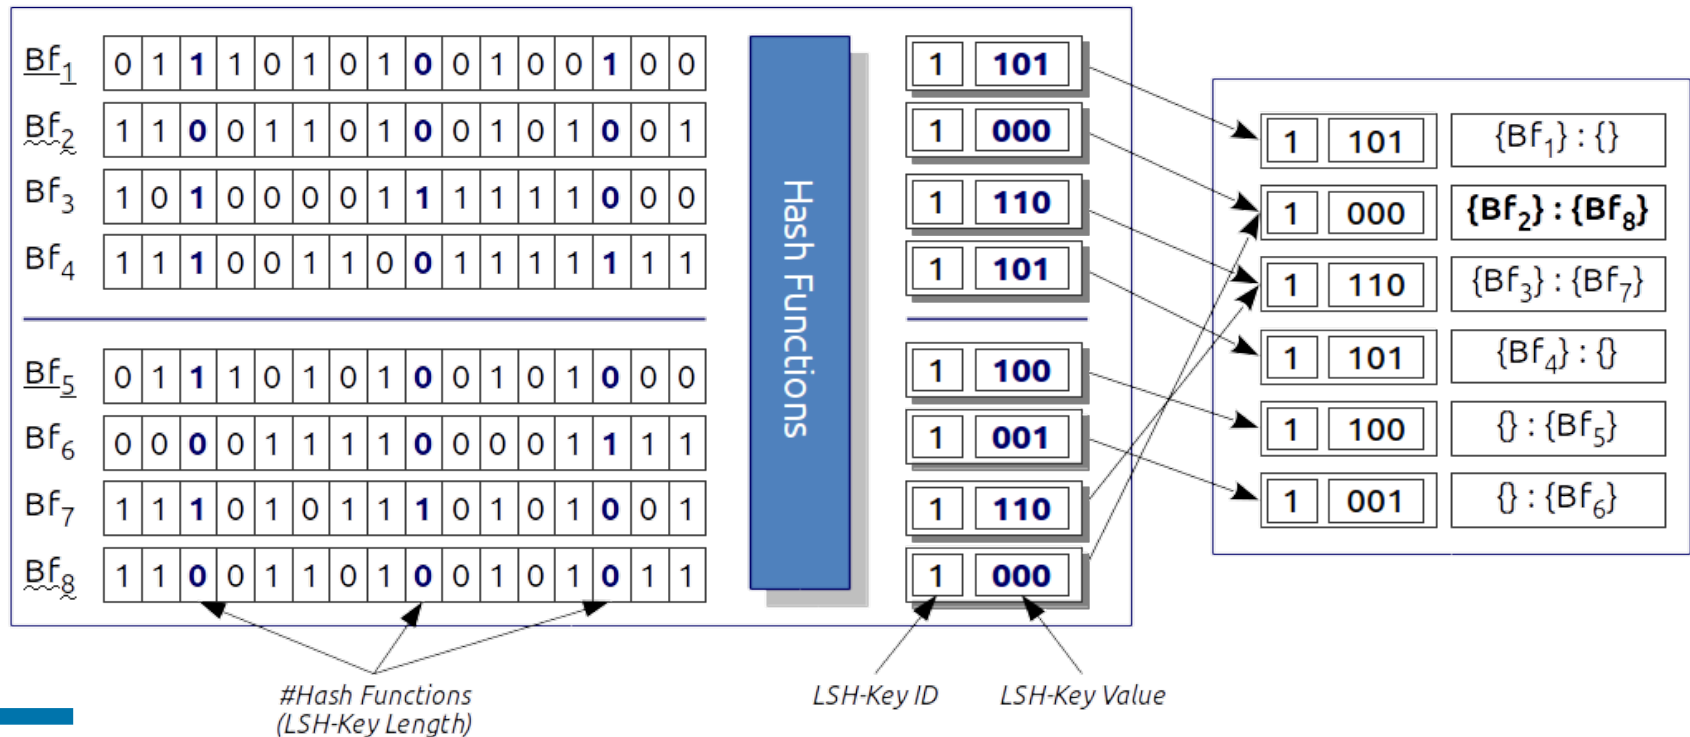 Bf₁ 0 1 1 1 0 1 0 1 0 0 1 0 0 1 0 0
Bf₂ 1 1 0 0 1 1 0 1 0 0 1 0 1 0 0 1
Bf₃ 1 0 1 0 0 0 0 1 1 1 1 1 1 0 0 0
Bf₄ 1 1 1 0 0 1 1 0 0 1 1 1 1 1 1 1
Bf₅ 0 1 1 1 0 1 0 1 0 0 1 0 1 0 0 0
Bf₆ 0 0 0 0 1 1 1 1 0 0 0 0 1 1 1 1
Bf₇ 1 1 1 0 1 0 1 1 1 0 1 0 1 0 0 1
Bf₈ 1 1 0 0 1 1 0 1 0 0 1 0 1 0 1 1
#Hash Functions
(LSH-Key Length)
Hash Functions
1 101
1 000
1 110
1 101
1 100
1 001
1 110
1 000
LSH-Key ID
LSH-Key Value
1 101 {Bf₁} : {}
1 000 {Bf₂} : {Bf₈}
1 110 {Bf₃} : {Bf₇}
1 101 {Bf₄} : {}
1 100 {} : {Bf₅}
1 001 {} : {Bf₆}